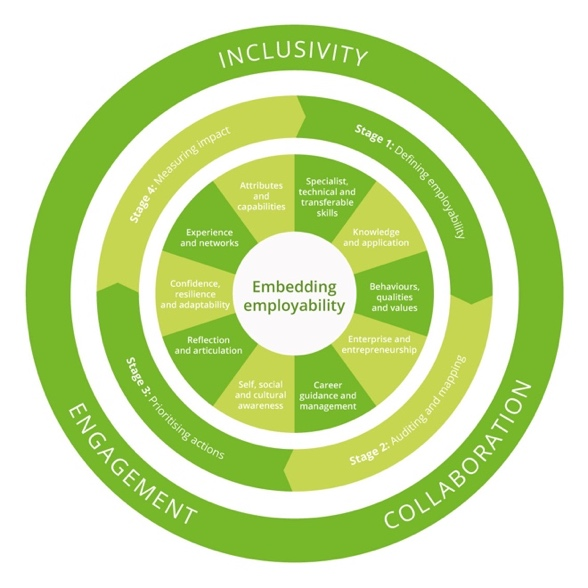 INCLUSIVITY
COLLABORATION
ENGAGEMENT
Stage 1: Defining employability
Stage 2: Auditing and mapping
Stage 3: Prioritising actions
Stage 4: Measuring impact
Specialist,
technical and
transferable
skills
Knowledge
and application
Behaviours,
qualities
and values
Enterprise and
entrepreneurship
Career
guidance and
management
Self, social
and cultural
awareness
Reflection
and articulation
Confidence,
resilience
and adaptability
Experience
and networks
Attributes
and
capabilities
Embedding
employability